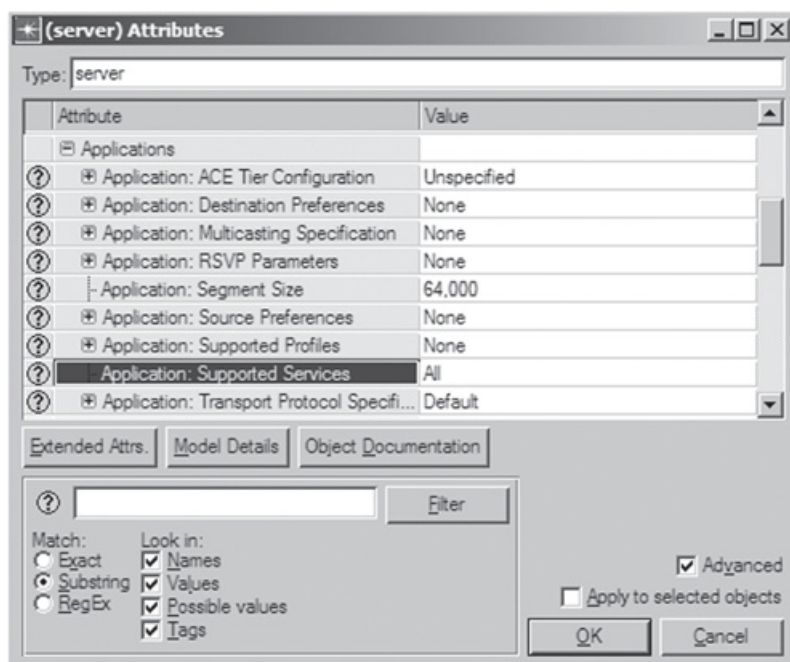 (server) Attributes
Type: server
Attribute Value
Applications
Application: ACE Tier Configuration Unspecified
Application: Destination Preferences None
Application: Multicasting Specification None
Application: RSVP Parameters None
Application: Segment Size 64,000
Application: Source Preferences None
Application: Supported Profiles None
Application: Supported Services All
Application: Transport Protocol Specifi... Default
Extended Attrs. Model Details Object Documentation
Filter
Match: Look in:
Exact Names
Substring Values
RegEx Possible values
Tags
Advanced
Apply to selected objects
OK Cancel